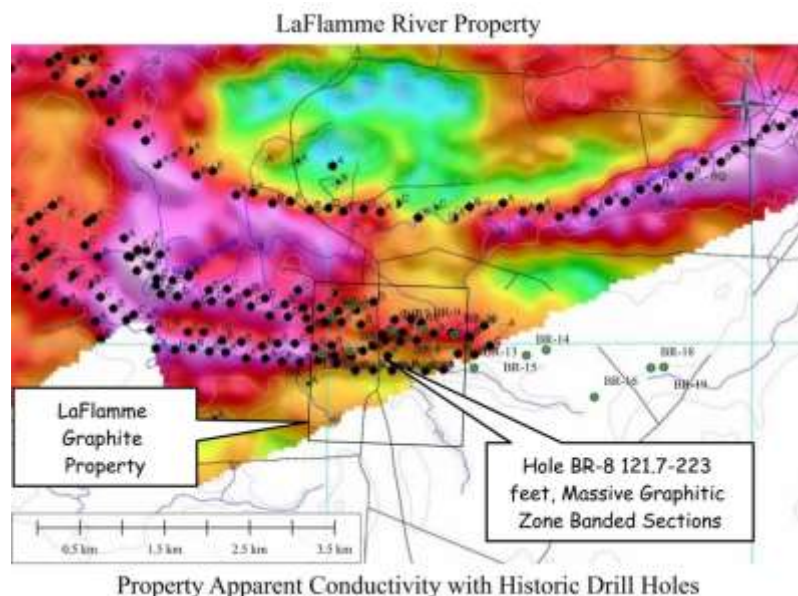 LaFlamme River Property
BR-13
BR-14
BR-15
BR-16
BR-18
BR-19
LaFlamme
Graphite
Property
Hole BR-8 121.7-223
feet, Massive Graphitic
Zone Banded Sections
0.5 km
1.5 km
2.5 km
3.5 km
Property Apparent Conductivity with Historic Drill Holes